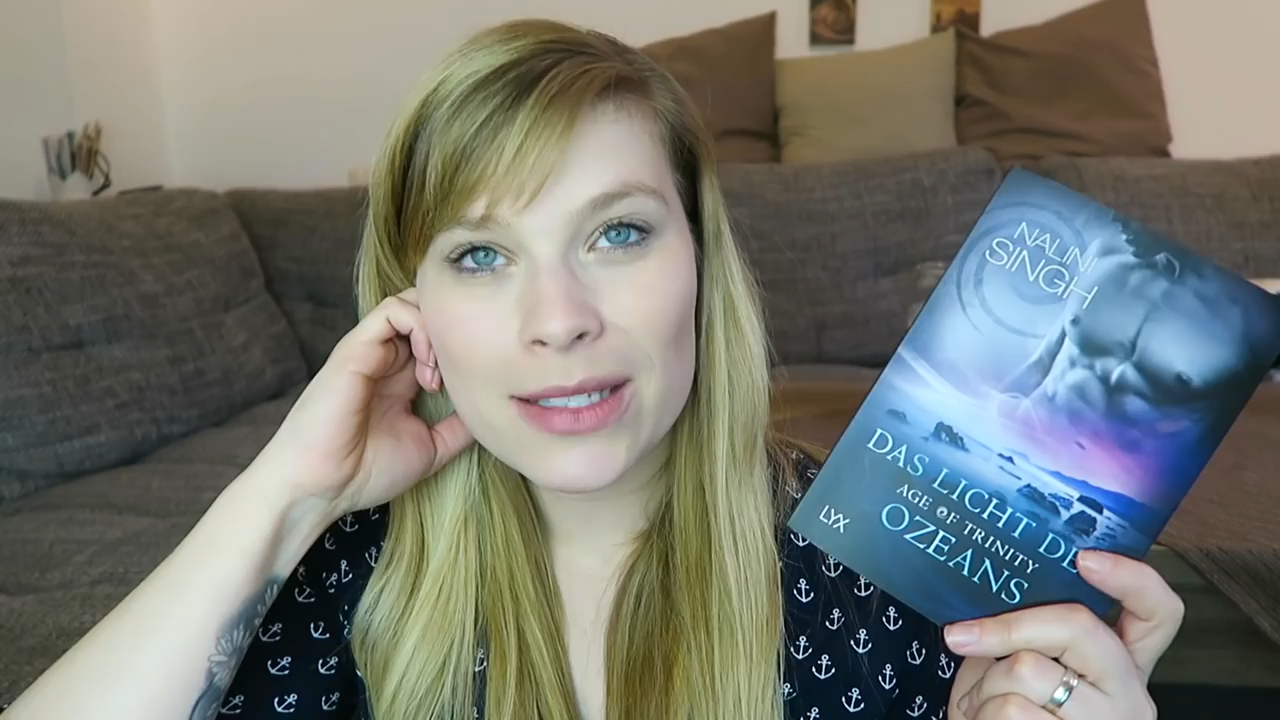 NALINI
SINGH
DAS LICHT DE
AGE OF TRINITY
OZEANS
LYX